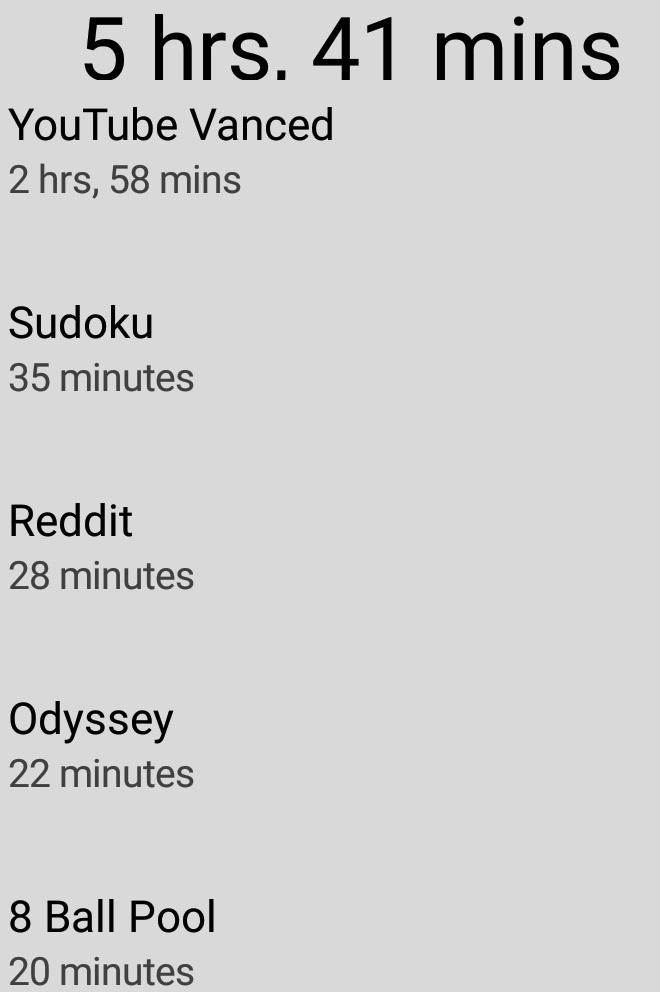 5 hrs. 41 mins
YouTube Vanced
2 hrs, 58 mins
Sudoku
35 minutes
Reddit
28 minutes
Odyssey
22 minutes
8 Ball Pool
20 minutes